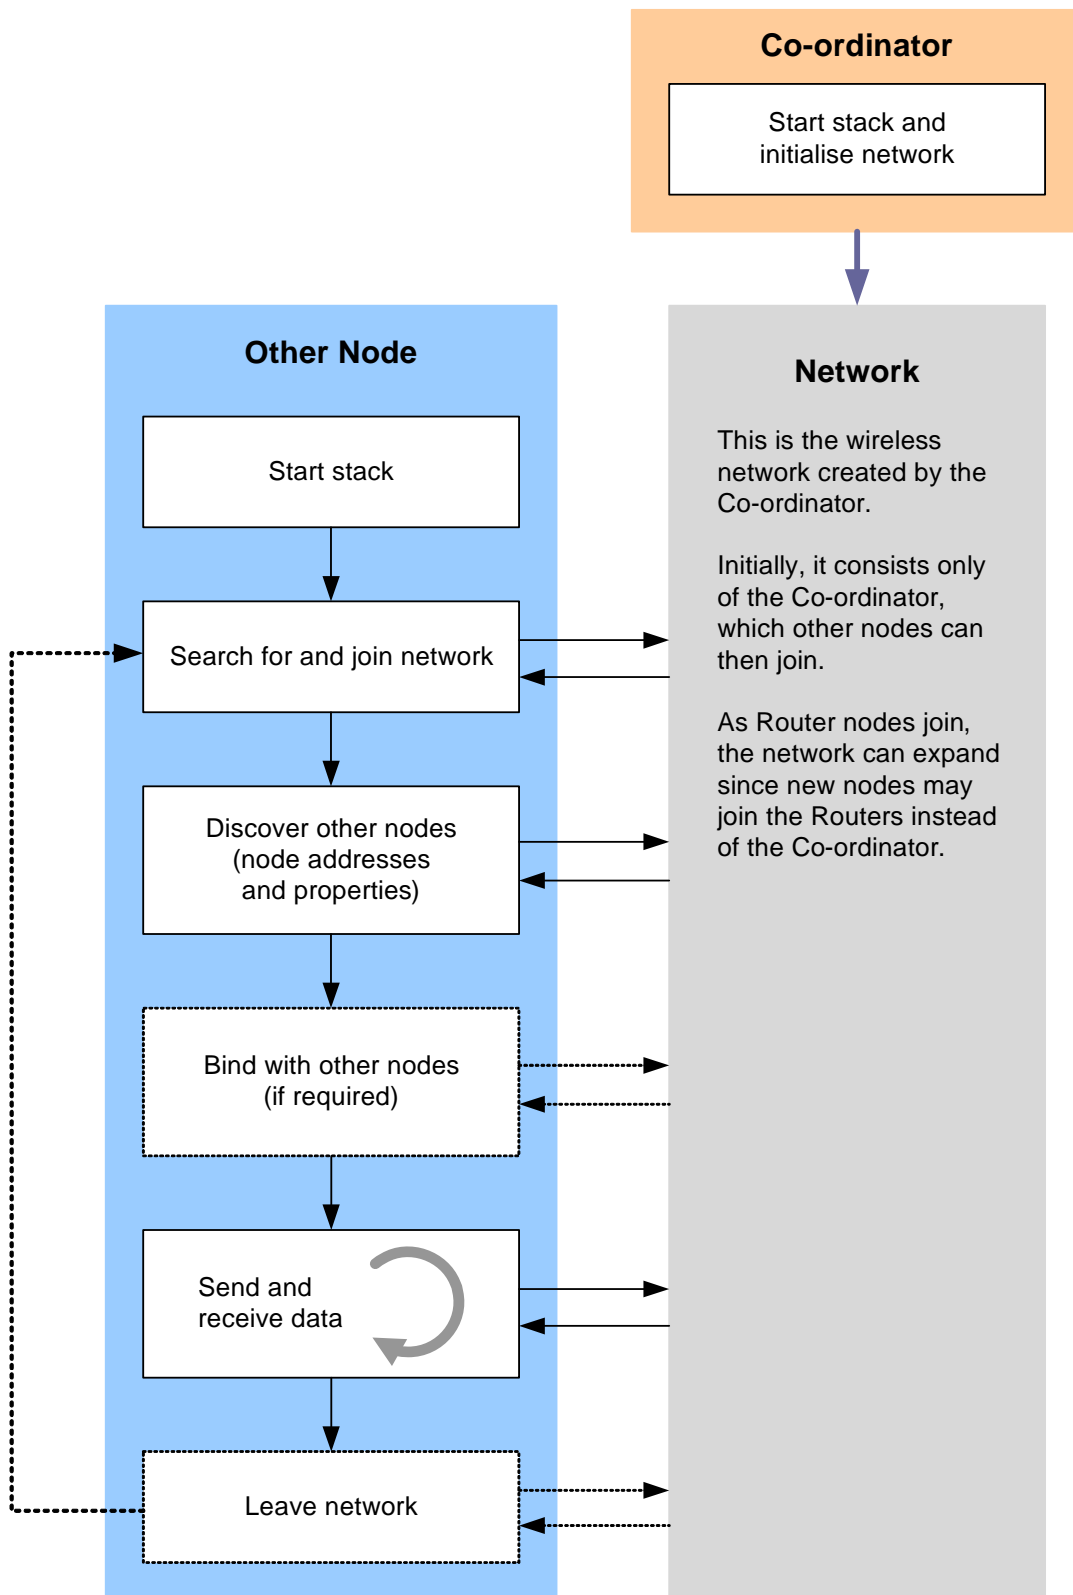 Co-ordinator
Start stack and
initialise network
Other Node
Start stack
Search for and join network
Discover other nodes
(node addresses
and properties)
Bind with other nodes
(if required)
Send and
receive data
Leave network
Network
This is the wireless
network created by the
Co-ordinator.
Initially, it consists only
of the Co-ordinator,
which other nodes can
then join.
As Router nodes join,
the network can expand
since new nodes may
join the Routers instead
of the Co-ordinator.